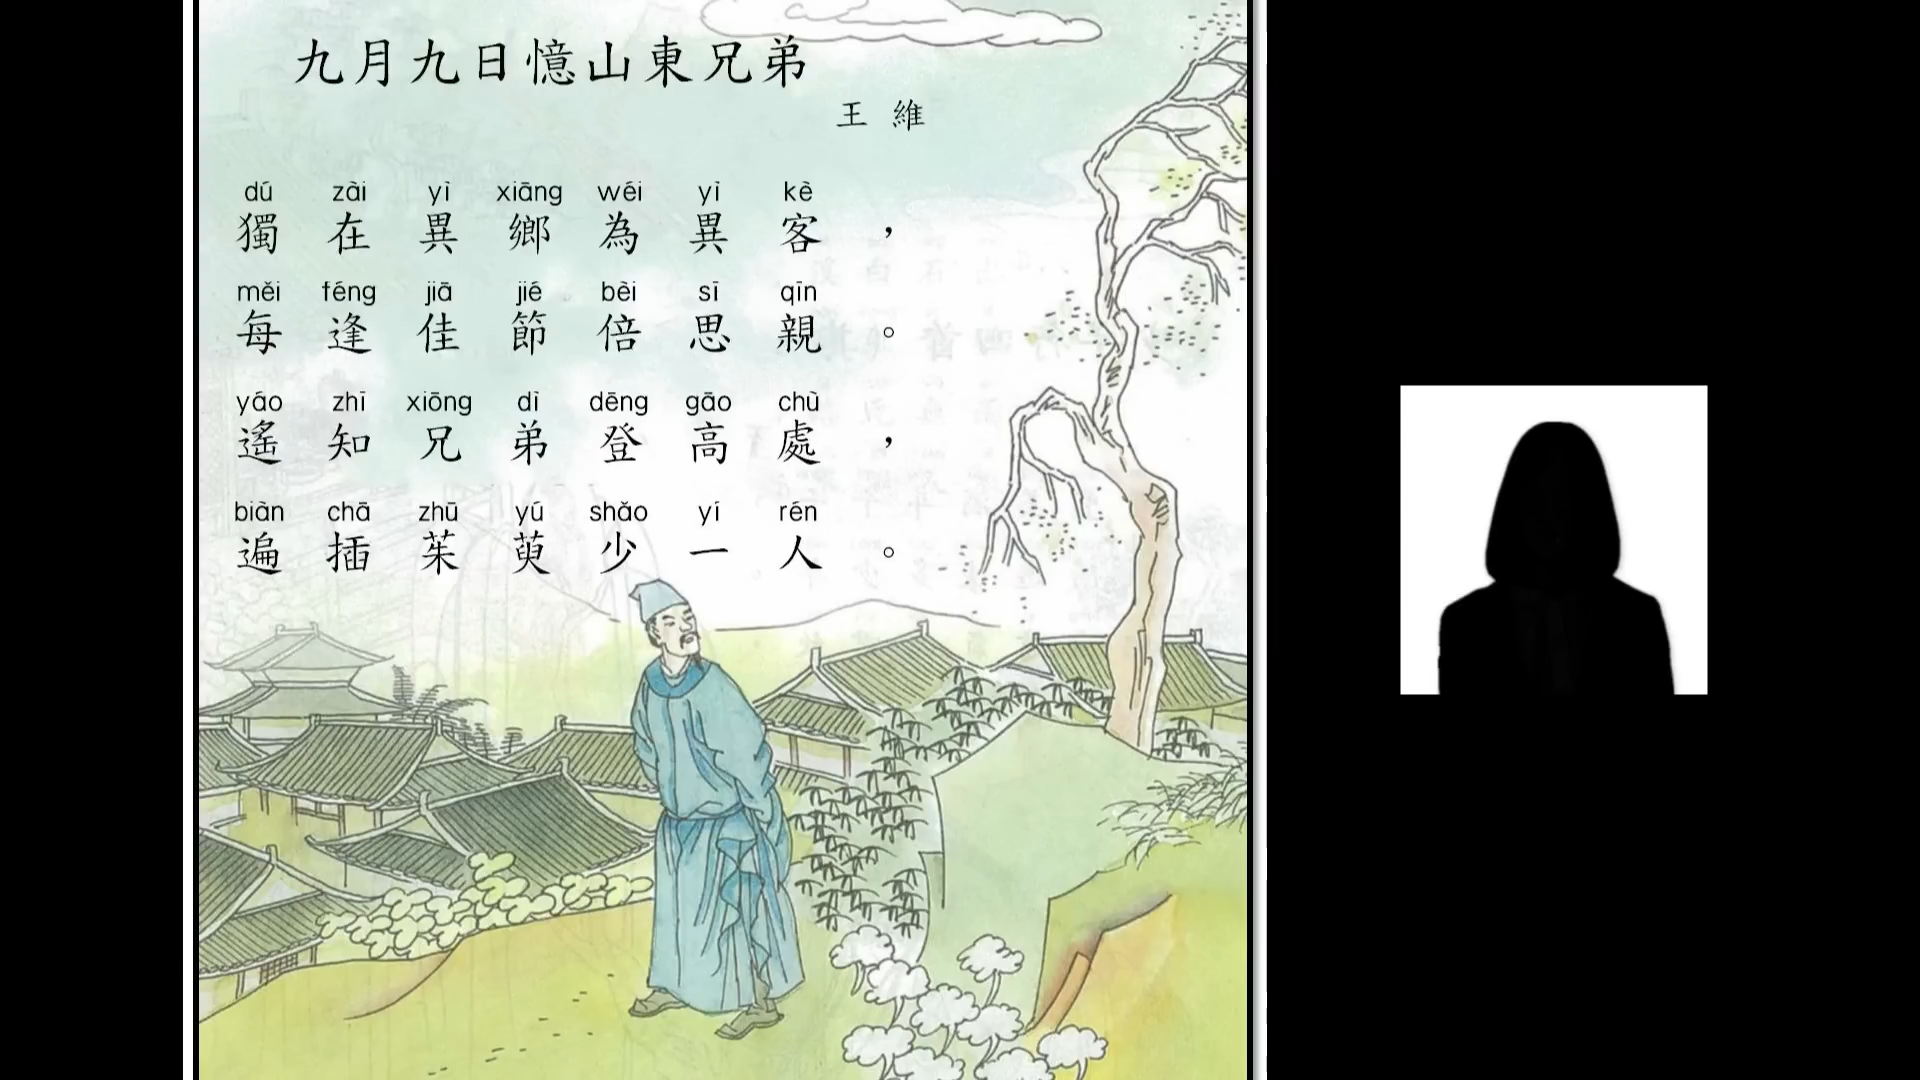 九月九日憶山東兄弟
王維
dú zài yì xiāng wéi yì kè
獨在異鄉為異客，
měi féng jiā jié bèi sī qīn
每逢佳節倍思親。
yáo zhī xiōng dì dēng gāo chù
遙知兄弟登高處，
biàn chā zhū yú shǎo yí rén
遍插茱萸少一人。